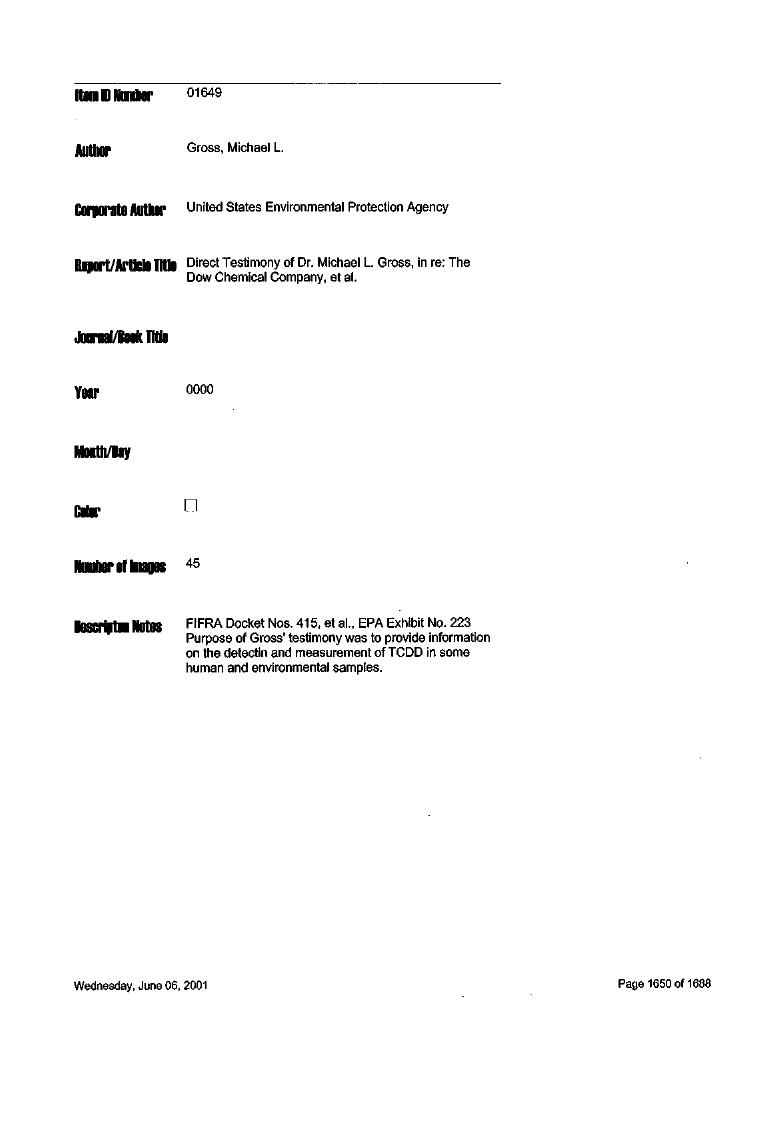 Item ID Number 01649
Author Gross, Michael L.
Corporate Author United States Environmental Protection Agency
Report/Article Title Direct Testimony of Dr. Michael L. Gross, in re: The
Dow Chemical Company, et al.
Journal/Book Title
Year 0000
Month/Day
Color ☐
Number of Images 45
Descripton Notes FIFRA Docket Nos. 415, et al., EPA Exhibit No. 223
Purpose of Gross' testimony was to provide information
on the detectin and measurement of TCDD in some
human and environmental samples.
Wednesday, June 06, 2001 Page 1650 of 1688